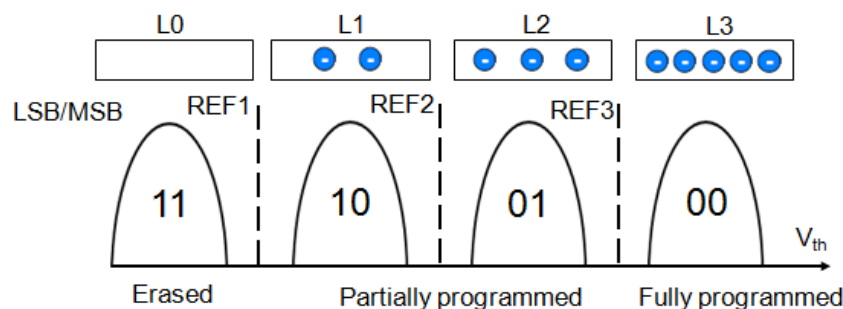 L0 L1 L2 L3
- - - - - - - - - -
LSB/MSB REF1 REF2 REF3
11 10 01 00
Vth
Erased Partially programmed Fully programmed